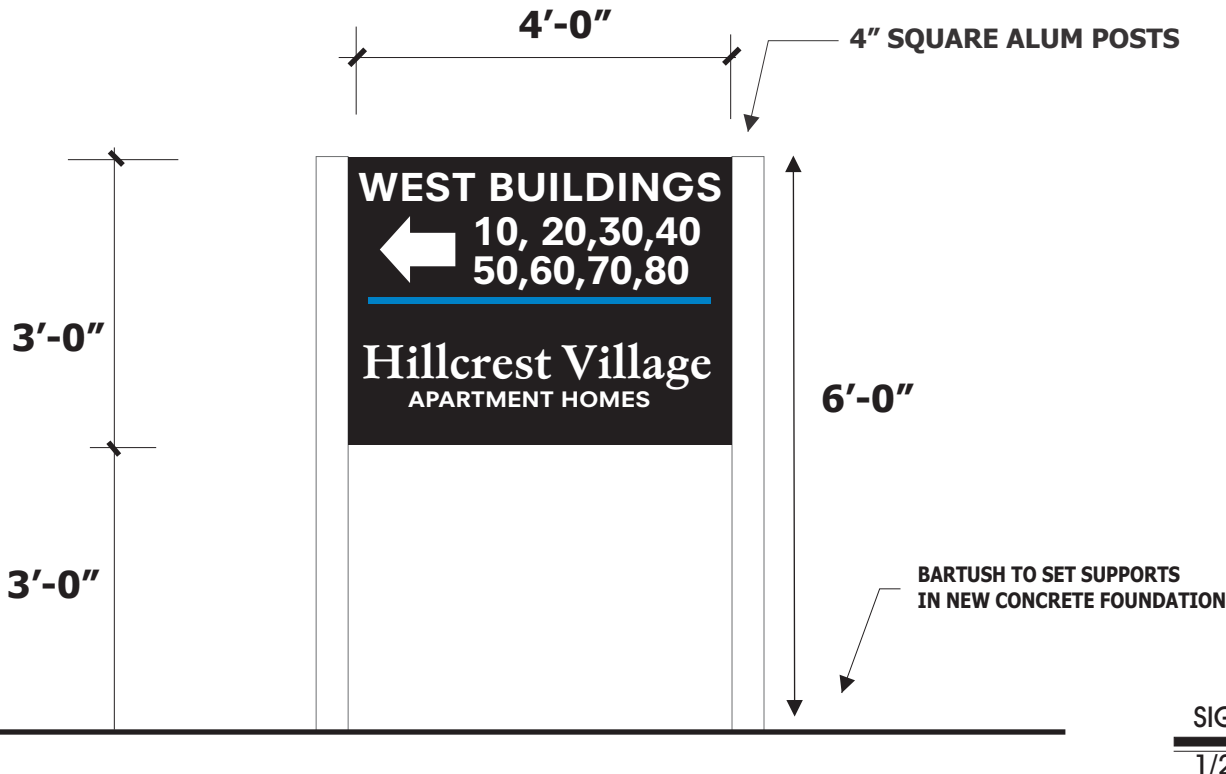 4'-0"
4" SQUARE ALUM POSTS
WEST BUILDINGS
10, 20,30,40
50,60,70,80
3'-0"
Hillcrest Village
APARTMENT HOMES
6'-0"
3'-0"
BARTUSH TO SET SUPPORTS
IN NEW CONCRETE FOUNDATION